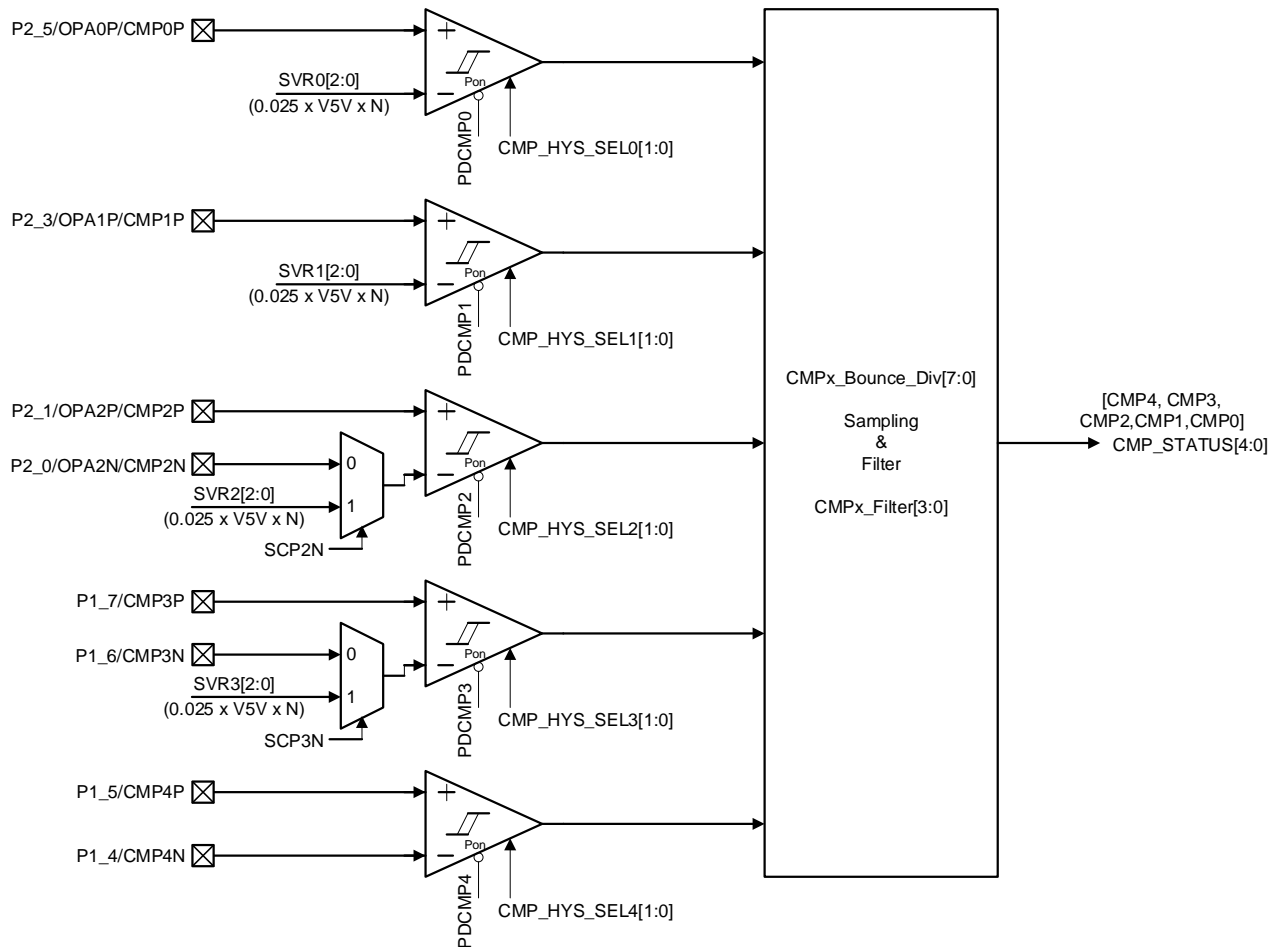 P2_5/OPA0P/CMP0P
+
SVR0[2:0]
(0.025 x V5V x N)
−
Pon
PDCMP0
CMP_HYS_SEL0[1:0]
P2_3/OPA1P/CMP1P
+
SVR1[2:0]
(0.025 x V5V x N)
−
Pon
PDCMP1
CMP_HYS_SEL1[1:0]
P2_1/OPA2P/CMP2P
+
P2_0/OPA2N/CMP2N
0
SVR2[2:0]
(0.025 x V5V x N)
1
−
Pon
SCP2N
PDCMP2
CMP_HYS_SEL2[1:0]
P1_7/CMP3P
+
P1_6/CMP3N
0
SVR3[2:0]
(0.025 x V5V x N)
1
−
Pon
SCP3N
PDCMP3
CMP_HYS_SEL3[1:0]
P1_5/CMP4P
+
P1_4/CMP4N
−
Pon
PDCMP4
CMP_HYS_SEL4[1:0]
CMPx_Bounce_Div[7:0]
Sampling
&
Filter
CMPx_Filter[3:0]
[CMP4, CMP3,
CMP2,CMP1,CMP0]
CMP_STATUS[4:0]